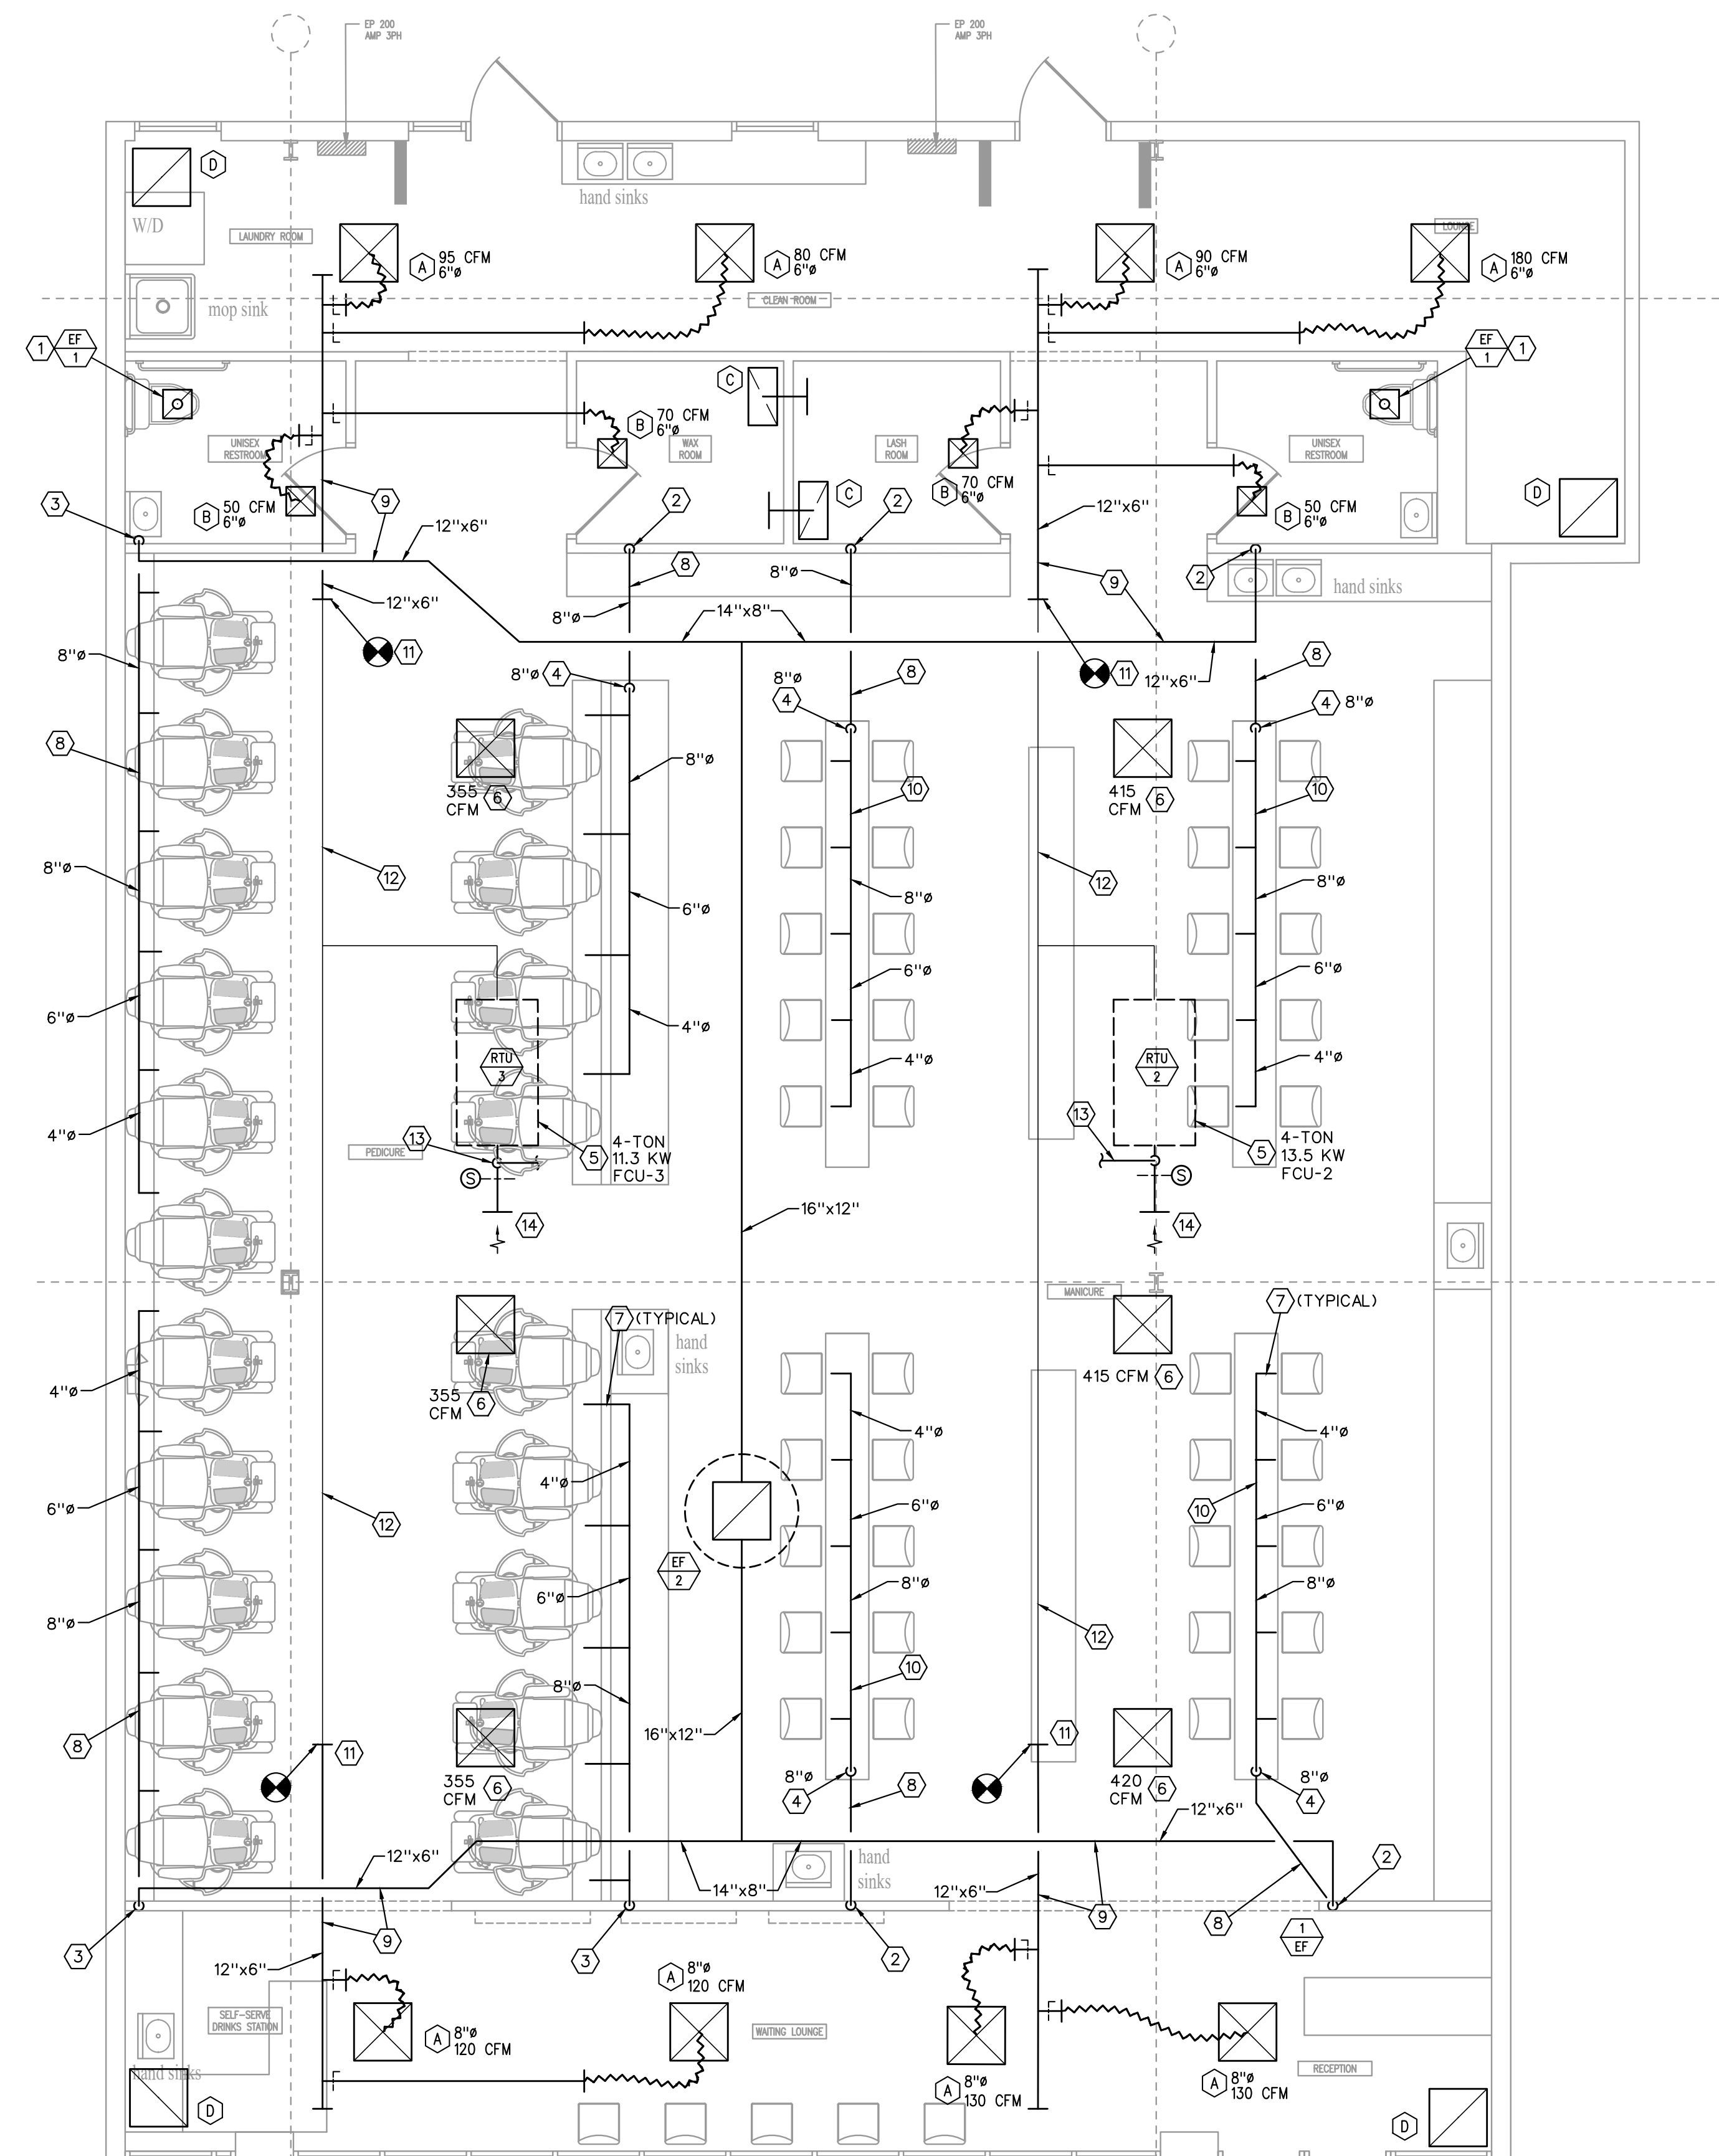 EP 200
AMP 3PH
EP 200
AMP 3PH
D
W/D
LAUNDRY ROOM
hand sinks
LOUNGE
A
95 CFM
6"ø
A
80 CFM
6"ø
A
90 CFM
6"ø
A
180 CFM
6"ø
mop sink
CLEAN ROOM
1
EF
1
EF
1
1
C
B
70 CFM
6"ø
UNISEX
RESTROOM
WAX
ROOM
LASH
ROOM
UNISEX
RESTROOM
B
50 CFM
6"ø
C
B
70 CFM
6"ø
B
50 CFM
6"ø
D
3
9
2
2
12"x6"
12"x6"
8
8"ø
9
2
hand sinks
12"x6"
8"ø
14"x8"
8"ø
11
8"ø
4
8"ø
4
8
11
12"x6"
8
4
8"ø
8
355
CFM
6
8"ø
10
415
CFM
6
10
8"ø
12
6"ø
8"ø
12
8"ø
6"ø
4"ø
6"ø
6"ø
RTU
3
4"ø
RTU
2
4"ø
4"ø
13
PEDICURE
5
4-TON
11.3 KW
FCU-3
13
5
4-TON
13.5 KW
FCU-2
S
S
14
16"x12"
14
MANICURE
7
(TYPICAL)
7
(TYPICAL)
hand
sinks
4"ø
355
CFM
6
415 CFM
6
4"ø
4"ø
4"ø
6"ø
6"ø
10
6"ø
12
EF
2
6"ø
8"ø
8"ø
8"ø
12
8"ø
10
8
16"x12"
11
11
355
CFM
6
8"ø
4
8
420
CFM
6
8"ø
4
12"x6"
12"x6"
hand
sinks
2
14"x8"
12"x6"
9
8
3
9
3
2
1
EF
12"x6"
A
8"ø
120 CFM
SELF-SERVE
DRINKS STATION
WAITING LOUNGE
A
8"ø
120 CFM
RECEPTION
hand sinks
A
8"ø
130 CFM
A
8"ø
130 CFM
D
D